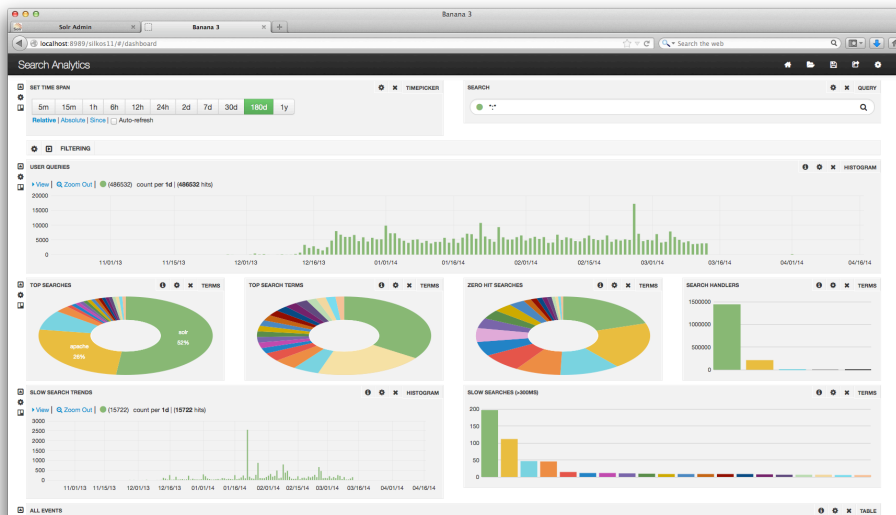 Banana 3
Solr Admin
Banana 3
localhost:8989/silkos11/#/dashboard
Search the web
Search Analytics
SET TIME SPAN
TIMEPICKER
5m 15m 1h 6h 12h 24h 2d 7d 30d 180d 1y
Relative | Absolute | Since | Auto-refresh
SEARCH
QUERY
*:*
FILTERING
USER QUERIES
HISTOGRAM
View | Zoom Out | (486532) count per 1d | (486532 hits)
20000
15000
10000
5000
0
11/01/13 11/15/13 12/01/13 12/16/13 01/01/14 01/16/14 02/01/14 02/15/14 03/01/14 03/16/14 04/01/14 04/16/14
TOP SEARCHES
TERMS
solr
52%
apache
26%
TOP SEARCH TERMS
TERMS
ZERO HIT SEARCHES
TERMS
SEARCH HANDLERS
TERMS
1500000
1000000
500000
0
SLOW SEARCH TRENDS
HISTOGRAM
View | Zoom Out | (15722) count per 1d | (15722 hits)
3000
2500
2000
1500
1000
500
0
11/01/13 11/15/13 12/01/13 12/16/13 01/01/14 01/16/14 02/01/14 02/15/14 03/01/14 03/16/14 04/01/14 04/16/14
SLOW SEARCHES (>300MS)
TERMS
200
150
100
50
0
ALL EVENTS
TABLE